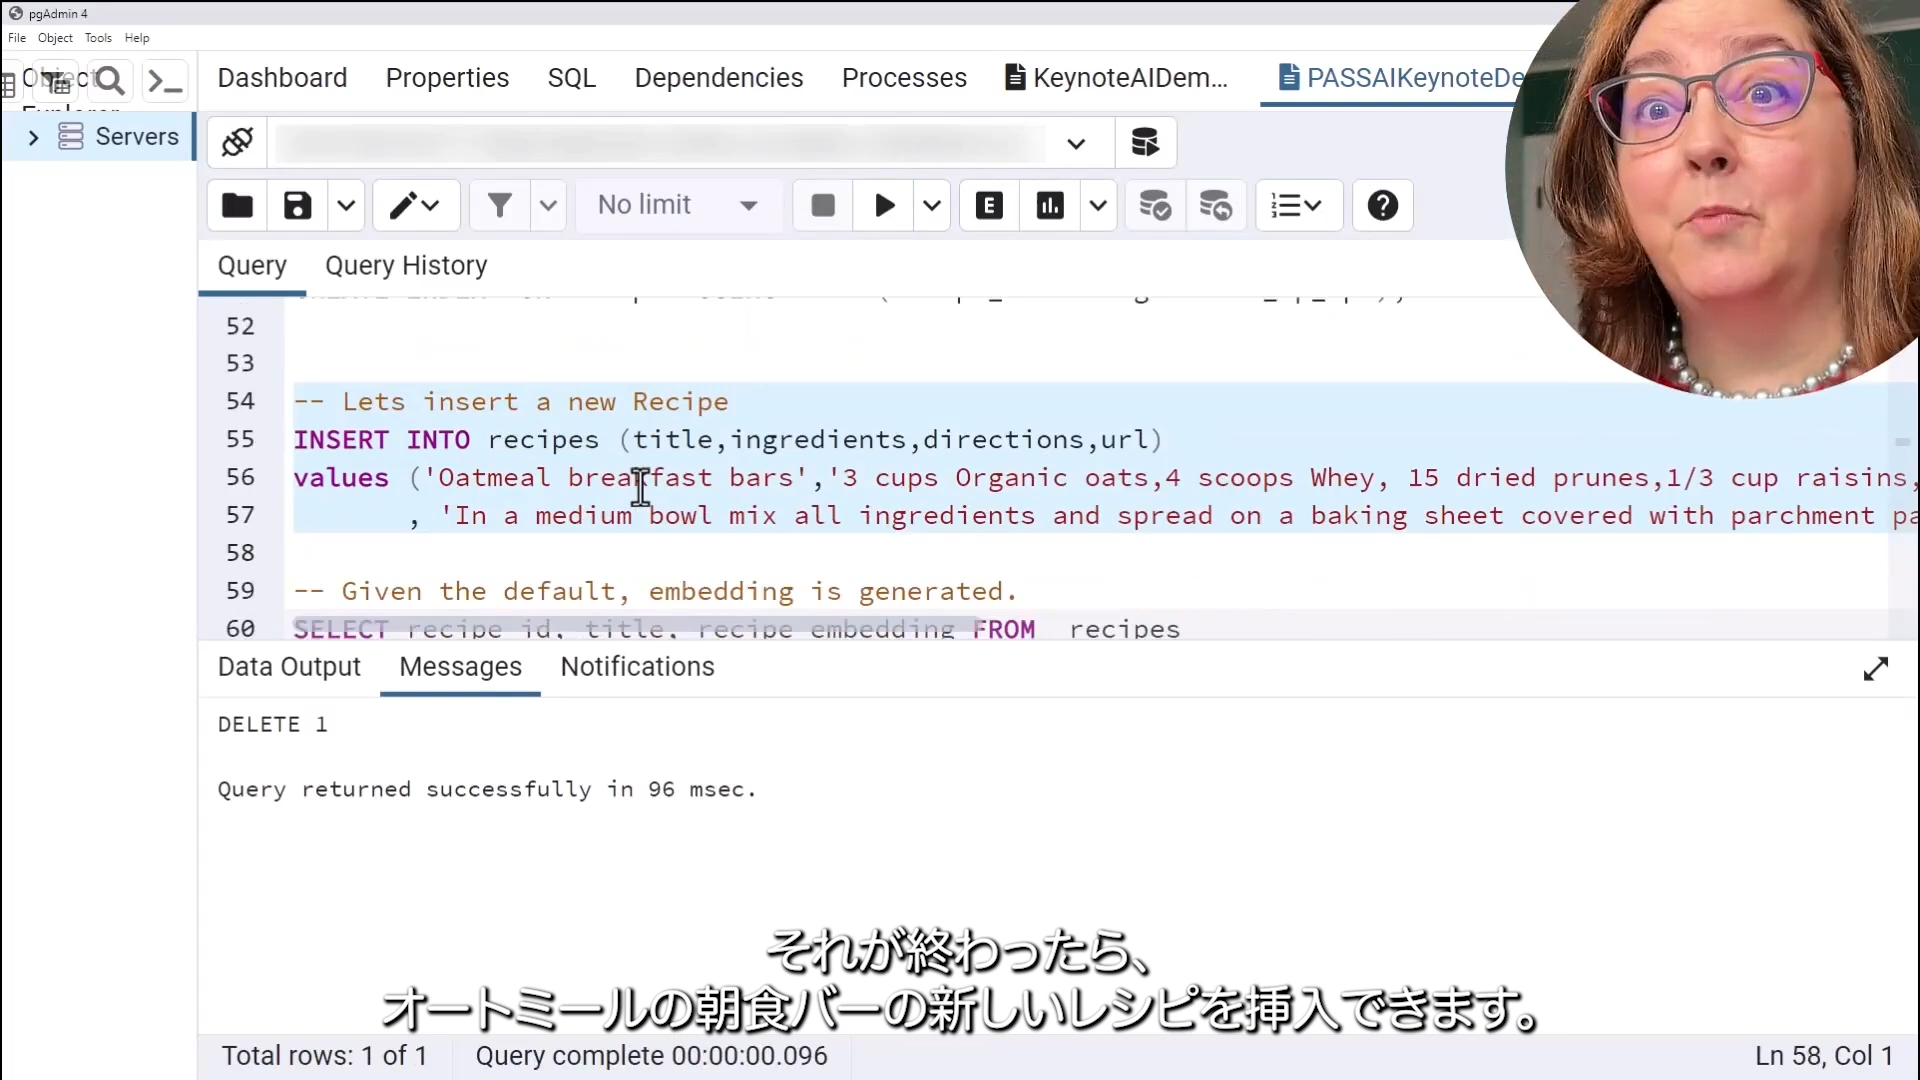 pgAdmin 4
File Object Tools Help
Object Explorer
Dashboard Properties SQL Dependencies Processes KeynoteAIDem... PASSAIKeynoteDe
Servers
No limit
Query Query History
52
53
54 -- Lets insert a new Recipe
55 INSERT INTO recipes (title,ingredients,directions,url)
56 values ('Oatmeal breakfast bars','3 cups Organic oats,4 scoops Whey, 15 dried prunes,1/3 cup raisins,
57 , 'In a medium bowl mix all ingredients and spread on a baking sheet covered with parchment pa
58
59 -- Given the default, embedding is generated.
60 SELECT recipe_id, title, recipe_embedding FROM recipes
Data Output Messages Notifications
DELETE 1
Query returned successfully in 96 msec.
それが終わったら、
オートミールの朝食バーの新しいレシピを挿入できます。
Total rows: 1 of 1 Query complete 00:00:00.096 Ln 58, Col 1